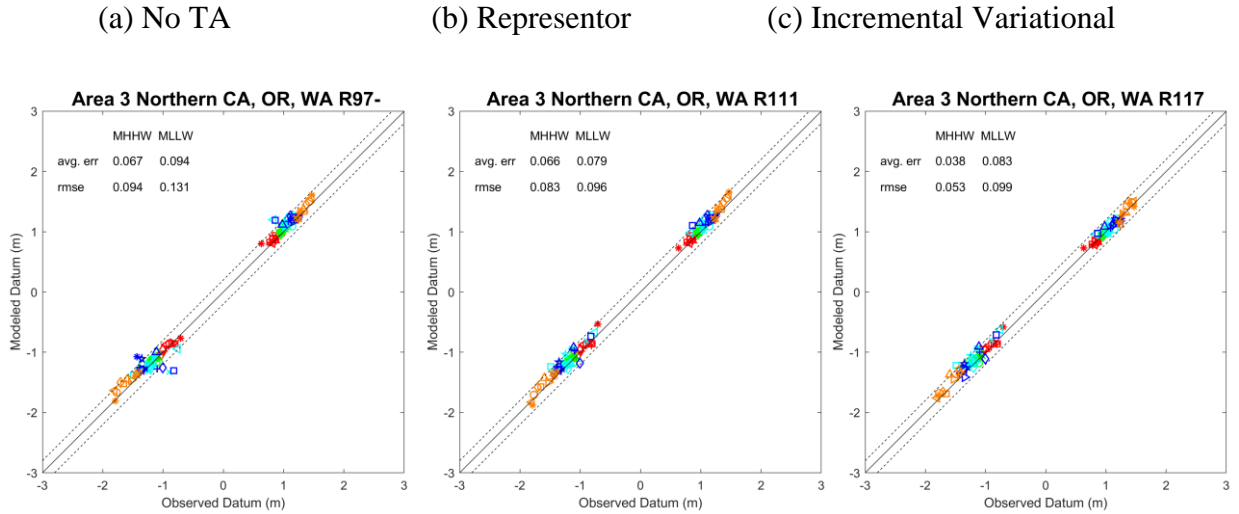 (a) No TA (b) Representor (c) Incremental Variational
Area 3 Northern CA, OR, WA R97-
MHHW MLLW
avg. err 0.067 0.094
rmse 0.094 0.131
3
2
1
0
-1
-2
-3
Modeled Datum (m)
-3 -2 -1 0 1 2 3
Observed Datum (m)
Area 3 Northern CA, OR, WA R111
MHHW MLLW
avg. err 0.066 0.079
rmse 0.083 0.096
3
2
1
0
-1
-2
-3
Modeled Datum (m)
-3 -2 -1 0 1 2 3
Observed Datum (m)
Area 3 Northern CA, OR, WA R117
MHHW MLLW
avg. err 0.038 0.083
rmse 0.053 0.099
3
2
1
0
-1
-2
-3
Modeled Datum (m)
-3 -2 -1 0 1 2 3
Observed Datum (m)